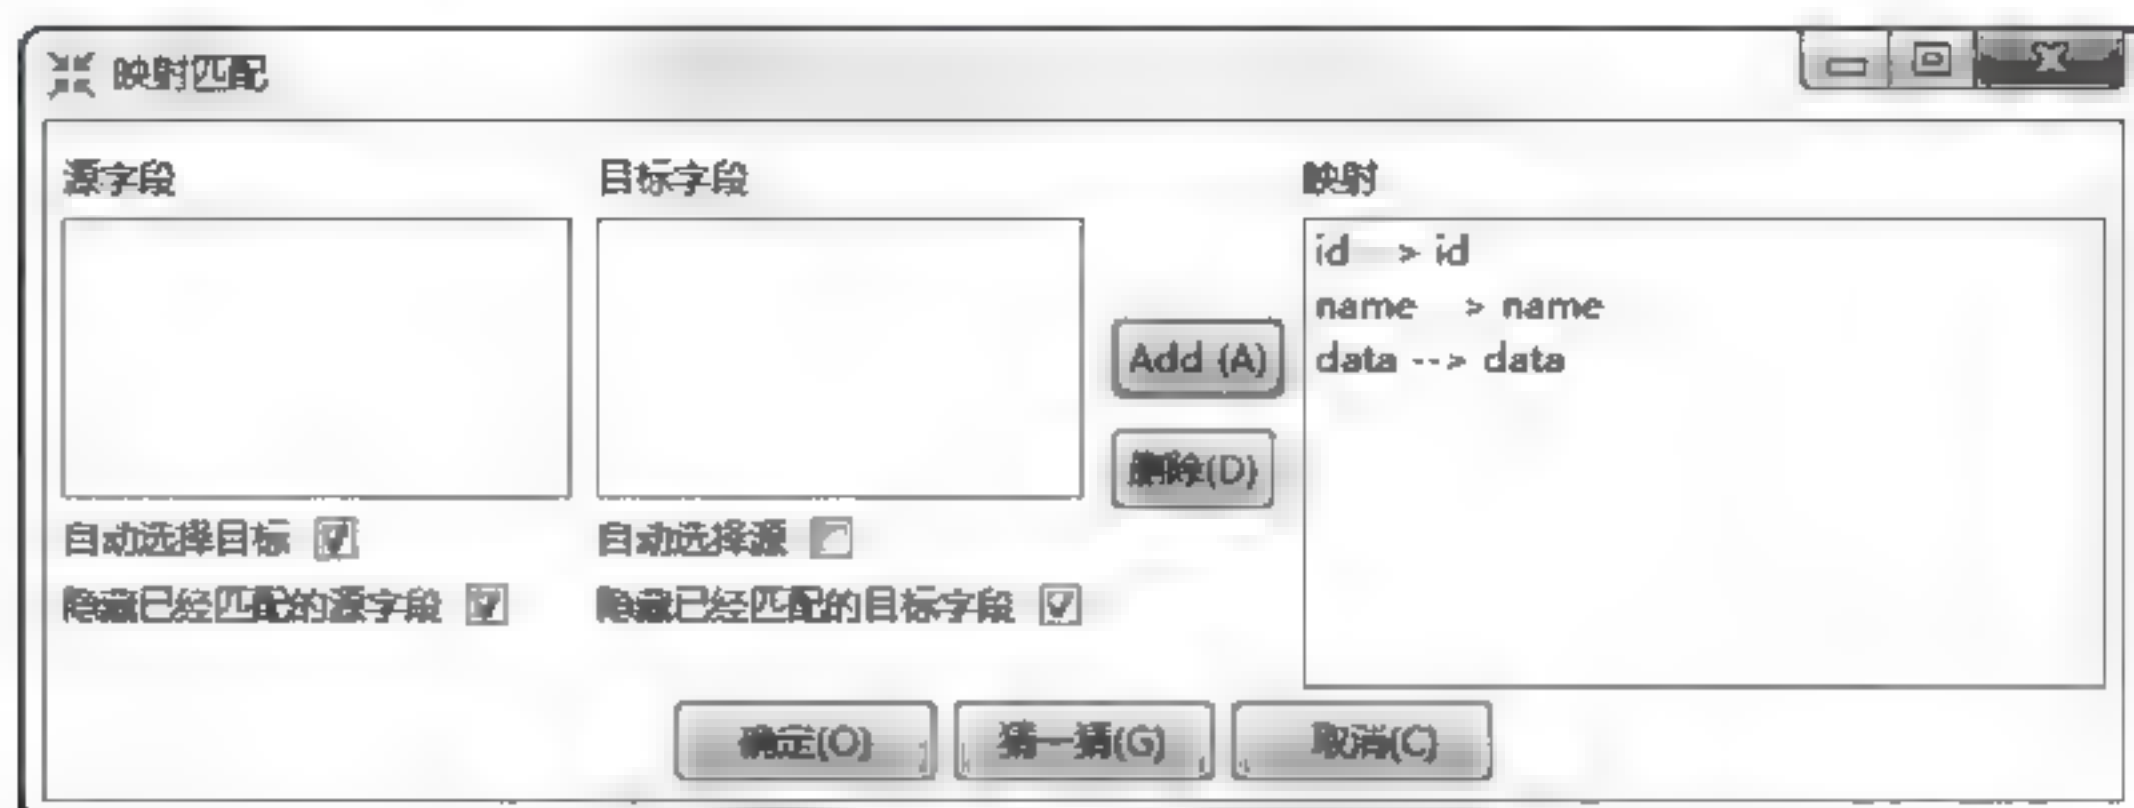 映射匹配
源字段
目标字段
映射
id --> id
name --> name
data --> data
Add (A)
删除(D)
自动选择目标
自动选择源
隐藏已经匹配的源字段
隐藏已经匹配的目标字段
确定(O)
猜一猜(G)
取消(C)